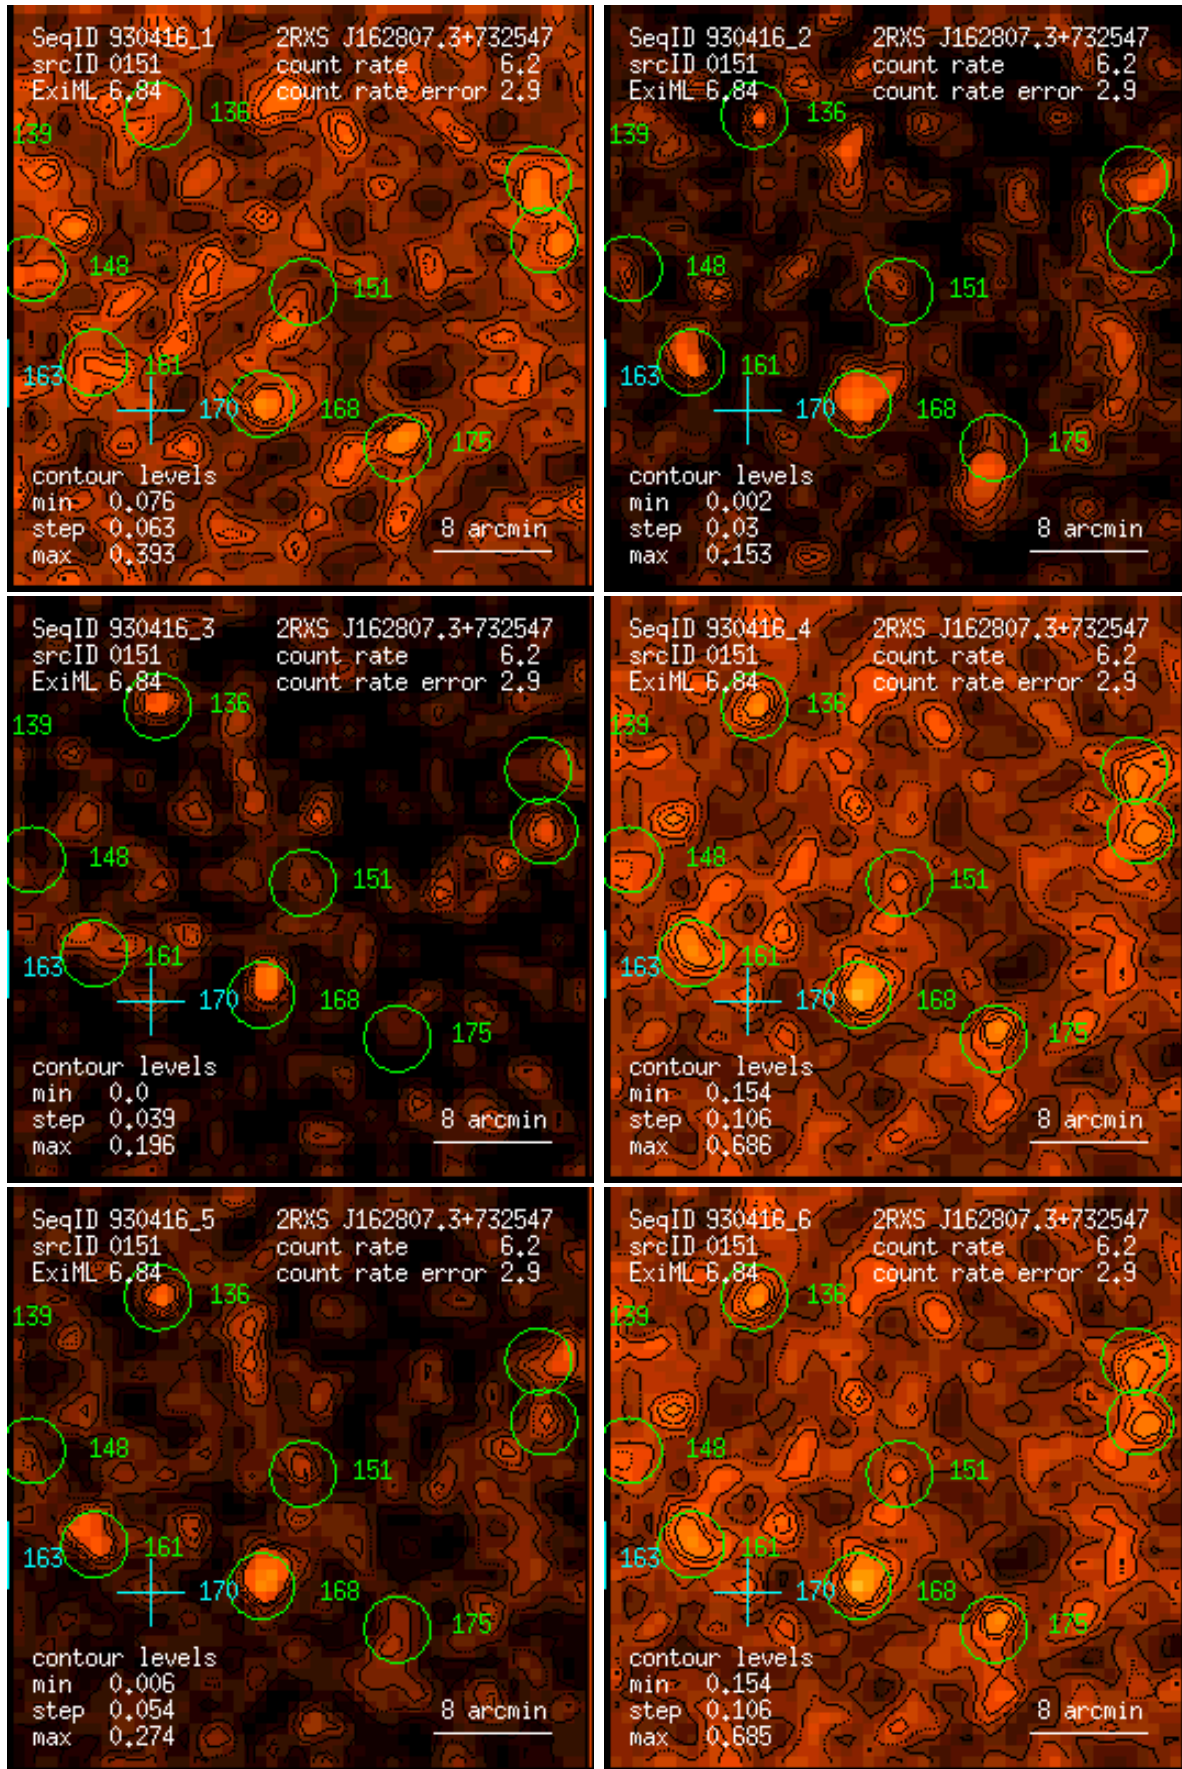 SeqID 930416_1 2RXS J162807.3+732547
srcID 0151 count rate 6.2
ExiML 6.84 count rate error 2.9
136
139
148
151
163 161
170 168
175
contour levels
min 0.076
step 0.063 8 arcmin
max 0.393
SeqID 930416_2 2RXS J162807.3+732547
srcID 0151 count rate 6.2
ExiML 6.84 count rate error 2.9
136
139
148
151
163 161
170 168
175
contour levels
min 0.002
step 0.03 8 arcmin
max 0.153
SeqID 930416_3 2RXS J162807.3+732547
srcID 0151 count rate 6.2
ExiML 6.84 count rate error 2.9
136
139
148
151
163 161
170 168
175
contour levels
min 0.0
step 0.039 8 arcmin
max 0.196
SeqID 930416_4 2RXS J162807.3+732547
srcID 0151 count rate 6.2
ExiML 6.84 count rate error 2.9
136
139
148
151
163 161
170 168
175
contour levels
min 0.154
step 0.106 8 arcmin
max 0.686
SeqID 930416_5 2RXS J162807.3+732547
srcID 0151 count rate 6.2
ExiML 6.84 count rate error 2.9
136
139
148
151
163 161
170 168
175
contour levels
min 0.006
step 0.054 8 arcmin
max 0.274
SeqID 930416_6 2RXS J162807.3+732547
srcID 0151 count rate 6.2
ExiML 6.84 count rate error 2.9
136
139
148
151
163 161
170 168
175
contour levels
min 0.154
step 0.106 8 arcmin
max 0.685